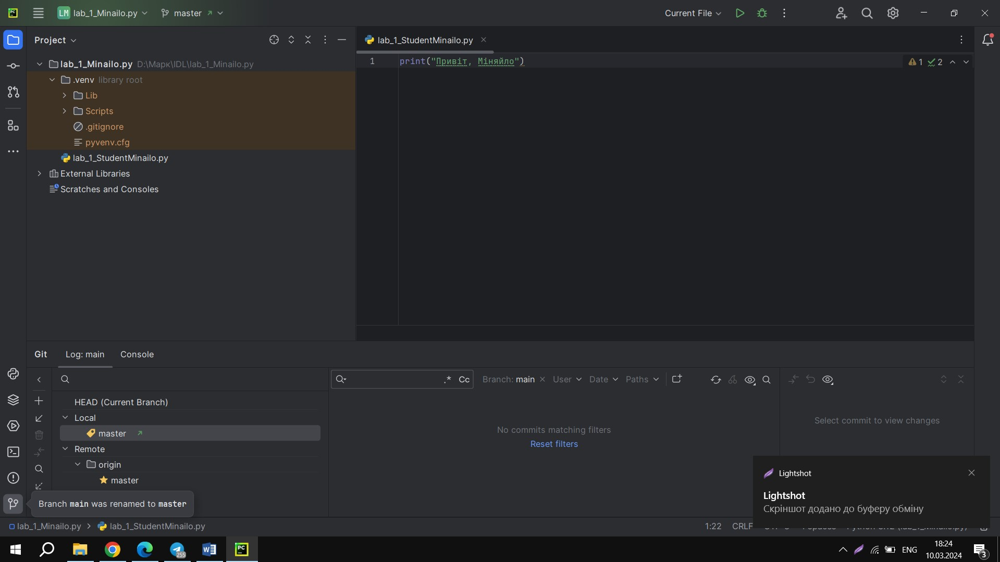 LM lab_1_Minailo.py master Current File
Project
lab_1_StudentMinailo.py
lab_1_Minailo.py D:\Марк\IDL\lab_1_Minailo.py
1 print("Привіт, Міняйло") 1 2
.venv library root
Lib
Scripts
.gitignore
pyvenv.cfg
lab_1_StudentMinailo.py
External Libraries
Scratches and Consoles
Git Log: main Console
.* Cc Branch: main User Date Paths
HEAD (Current Branch)
Local
master
Remote
origin
master
No commits matching filters
Reset filters
Select commit to view changes
Branch main was renamed to master
Lightshot
Lightshot
Скріншот додано до буферу обміну
lab_1_Minailo.py > lab_1_StudentMinailo.py 1:22 CRLF
255 ENG 18:24
10.03.2024 3